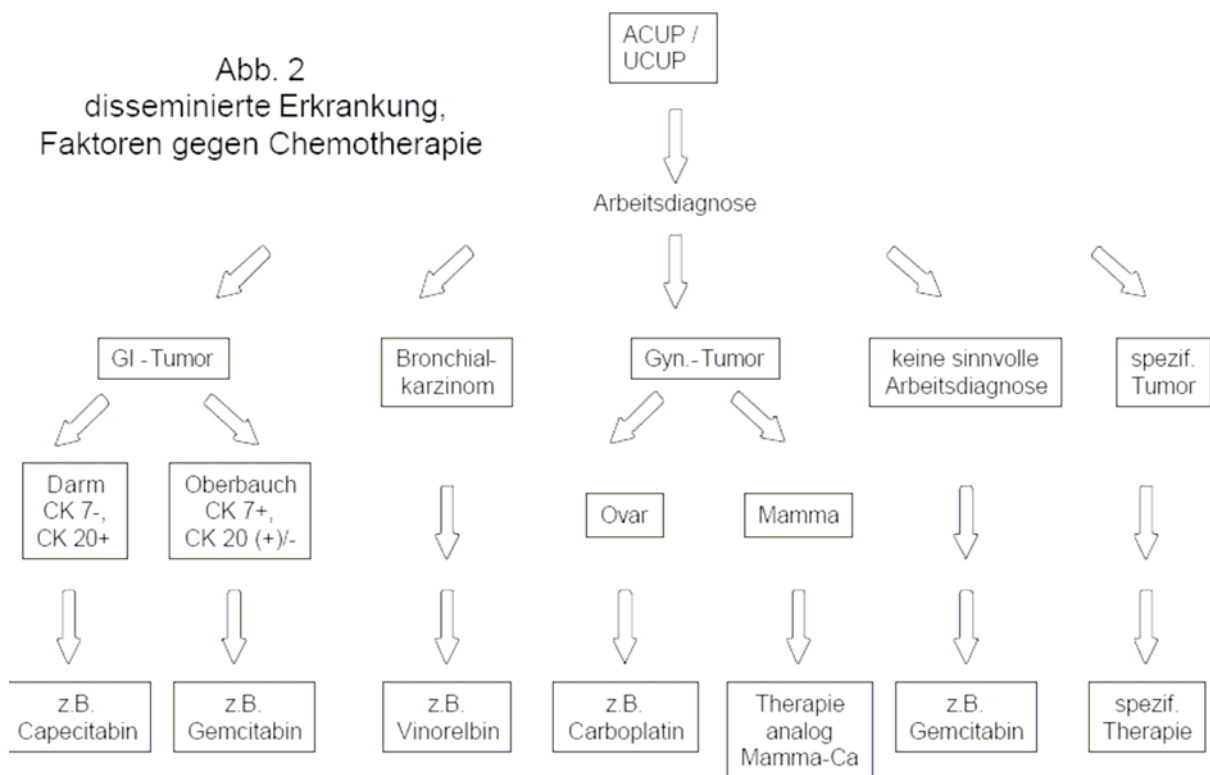 ACUP /
UCUP
Abb. 2
disseminierte Erkrankung,
Faktoren gegen Chemotherapie
Arbeitsdiagnose
GI -Tumor
Bronchial-
karzinom
Gyn.-Tumor
keine sinnvolle
Arbeitsdiagnose
spezif.
Tumor
Darm
CK 7-,
CK 20+
Oberbauch
CK 7+,
CK 20 (+)/-
Ovar
Mamma
z.B.
Capecitabin
z.B.
Gemcitabin
z.B.
Vinorelbin
z.B.
Carboplatin
Therapie
analog
Mamma-Ca
z.B.
Gemcitabin
spezif.
Therapie